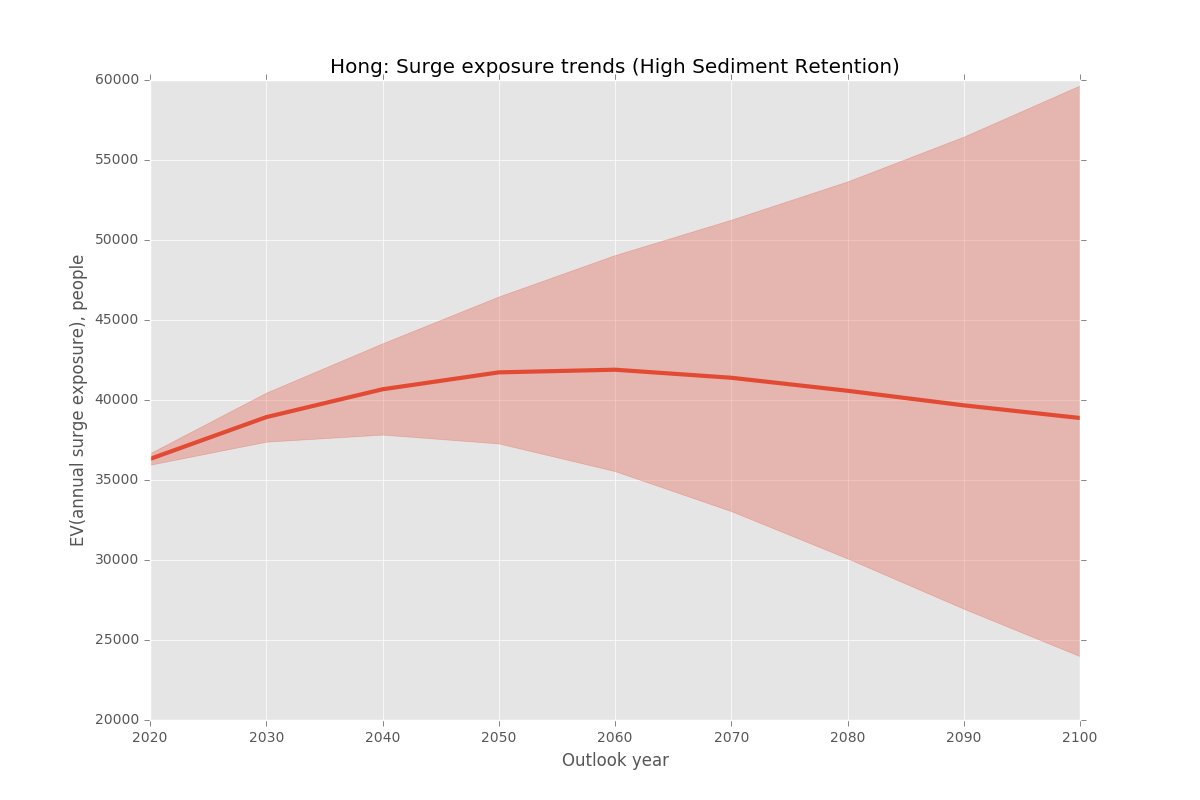 Hong: Surge exposure trends (High Sediment Retention)
60000
55000
50000
45000
40000
35000
30000
25000
20000
EV(annual surge exposure), people
2020 2030 2040 2050 2060 2070 2080 2090 2100
Outlook year